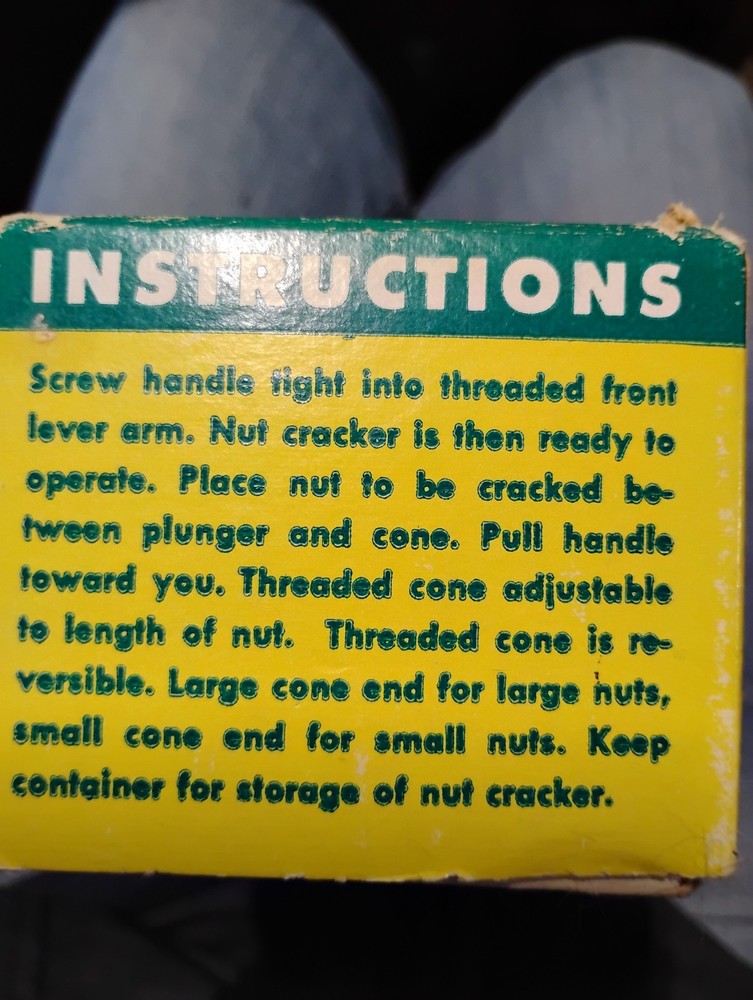 INSTRUCTIONS
Screw handle tight into threaded front
lever arm. Nut cracker is then ready to
operate. Place nut to be cracked be-
tween plunger and cone. Pull handle
toward you. Threaded cone adjustable
to length of nut. Threaded cone is re-
versible. Large cone end for large nuts,
small cone end for small nuts. Keep
container for storage of nut cracker.